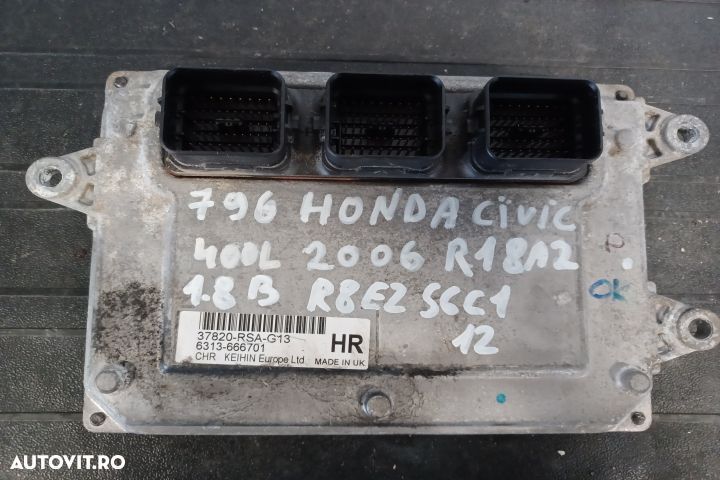 796 HONDA CiViC
400L 2006 R18A2
P.
1.8 B R8E2 SCC1
OK
12
37820-RSA-G13
6313-666701
HR
CHR KEIHIN Europe Ltd MADE IN UK
AUTOVIT.RO